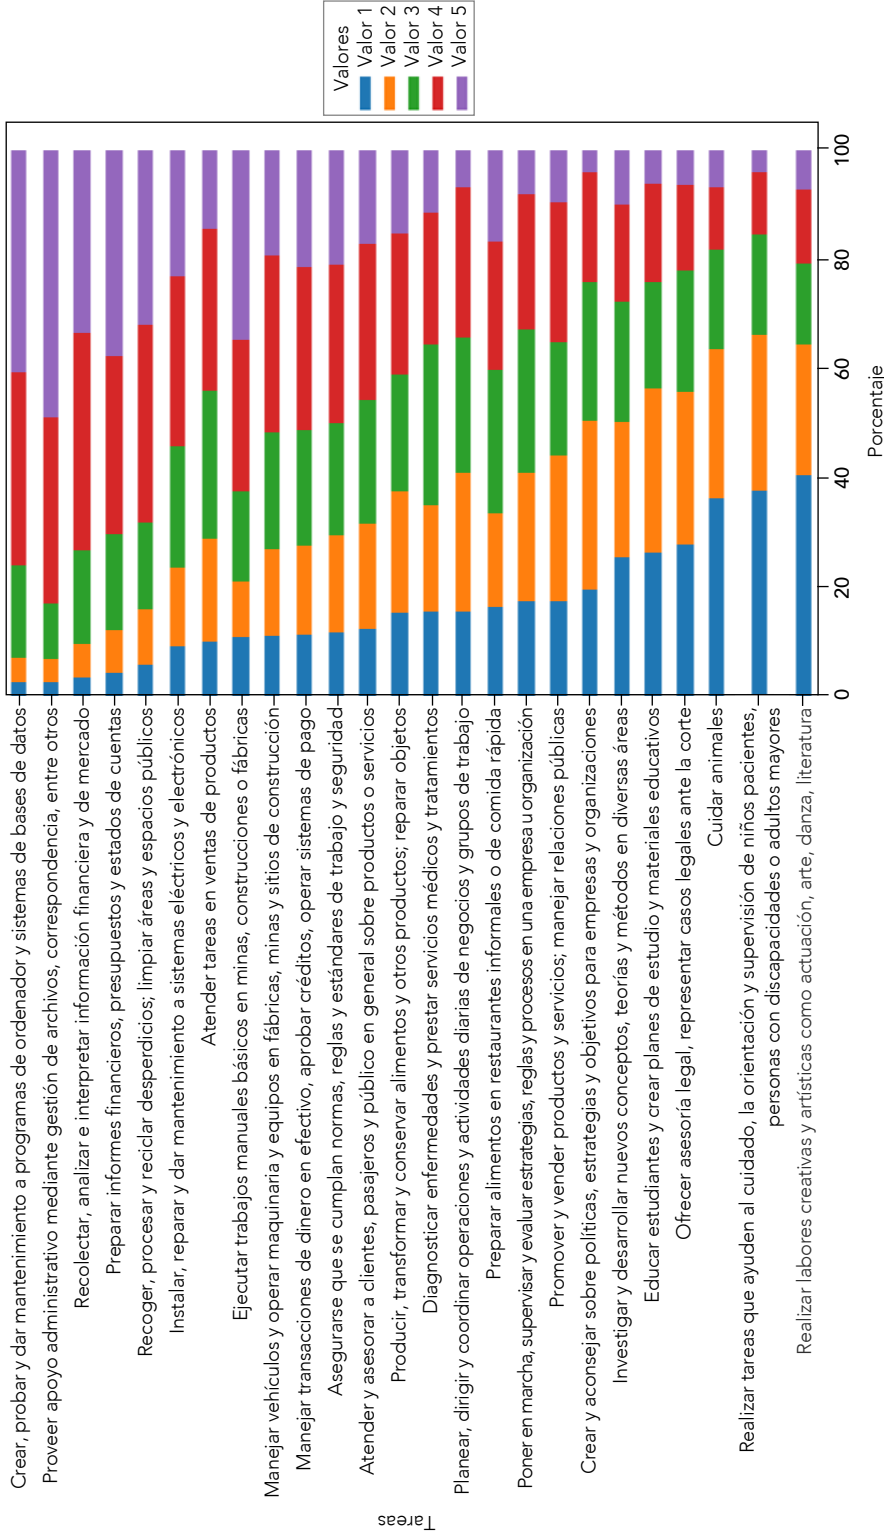 Tareas
Crear, probar y dar mantenimiento a programas de ordenador y sistemas de bases de datos
Proveer apoyo administrativo mediante gestión de archivos, correspondencia, entre otros
Recolectar, analizar e interpretar información financiera y de mercado
Preparar informes financieros, presupuestos y estados de cuentas
Recoger, procesar y reciclar desperdicios; limpiar áreas y espacios públicos
Instalar, reparar y dar mantenimiento a sistemas eléctricos y electrónicos
Atender tareas en ventas de productos
Ejecutar trabajos manuales básicos en minas, construcciones o fábricas
Manejar vehículos y operar maquinaria y equipos en fábricas, minas y sitios de construcción
Manejar transacciones de dinero en efectivo, aprobar créditos, operar sistemas de pago
Asegurarse que se cumplan normas, reglas y estándares de trabajo y seguridad
Atender y asesorar a clientes, pasajeros y público en general sobre productos o servicios
Producir, transformar y conservar alimentos y otros productos; reparar objetos
Diagnosticar enfermedades y prestar servicios médicos y tratamientos
Planear, dirigir y coordinar operaciones y actividades diarias de negocios y grupos de trabajo
Preparar alimentos en restaurantes informales o de comida rápida
Poner en marcha, supervisar y evaluar estrategias, reglas y procesos en una empresa u organización
Promover y vender productos y servicios; manejar relaciones públicas
Crear y aconsejar sobre políticas, estrategias y objetivos para empresas y organizaciones
Investigar y desarrollar nuevos conceptos, teorías y métodos en diversas áreas
Educar estudiantes y crear planes de estudio y materiales educativos
Ofrecer asesoría legal, representar casos legales ante la corte
Cuidar animales
Realizar tareas que ayuden al cuidado, la orientación y supervisión de niños pacientes,
personas con discapacidades o adultos mayores
Realizar labores creativas y artísticas como actuación, arte, danza, literatura
0 20 40 60 80 100
Porcentaje
Valores
Valor 1
Valor 2
Valor 3
Valor 4
Valor 5